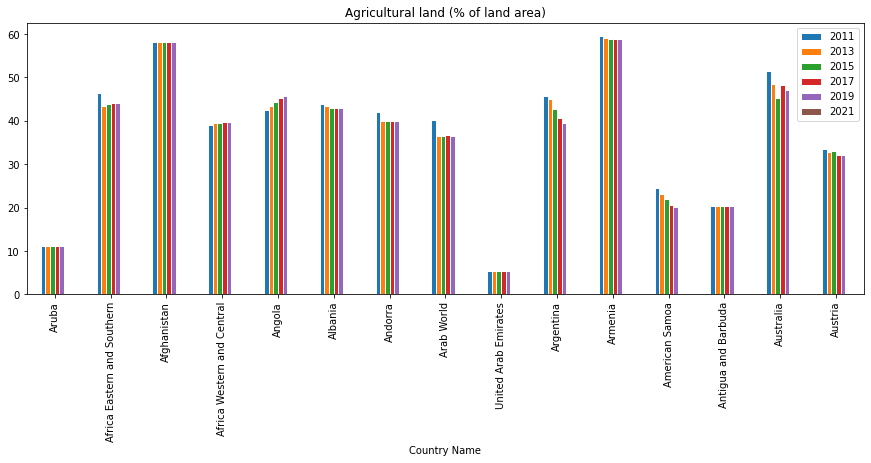 Agricultural land (% of land area)
60
50
40
30
20
10
0
2011
2013
2015
2017
2019
2021
Aruba
Africa Eastern and Southern
Afghanistan
Africa Western and Central
Angola
Albania
Andorra
Arab World
United Arab Emirates
Argentina
Armenia
American Samoa
Antigua and Barbuda
Australia
Austria
Country Name